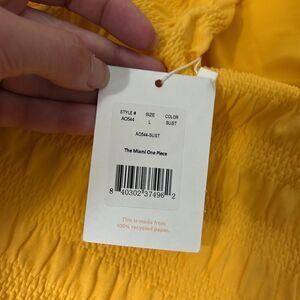 STYLE # SIZE COLOR
AO544 L SUST
AO544-SUST
The Miami One Piece
8 40302 37496 2
This is made from
100% recycled paper.